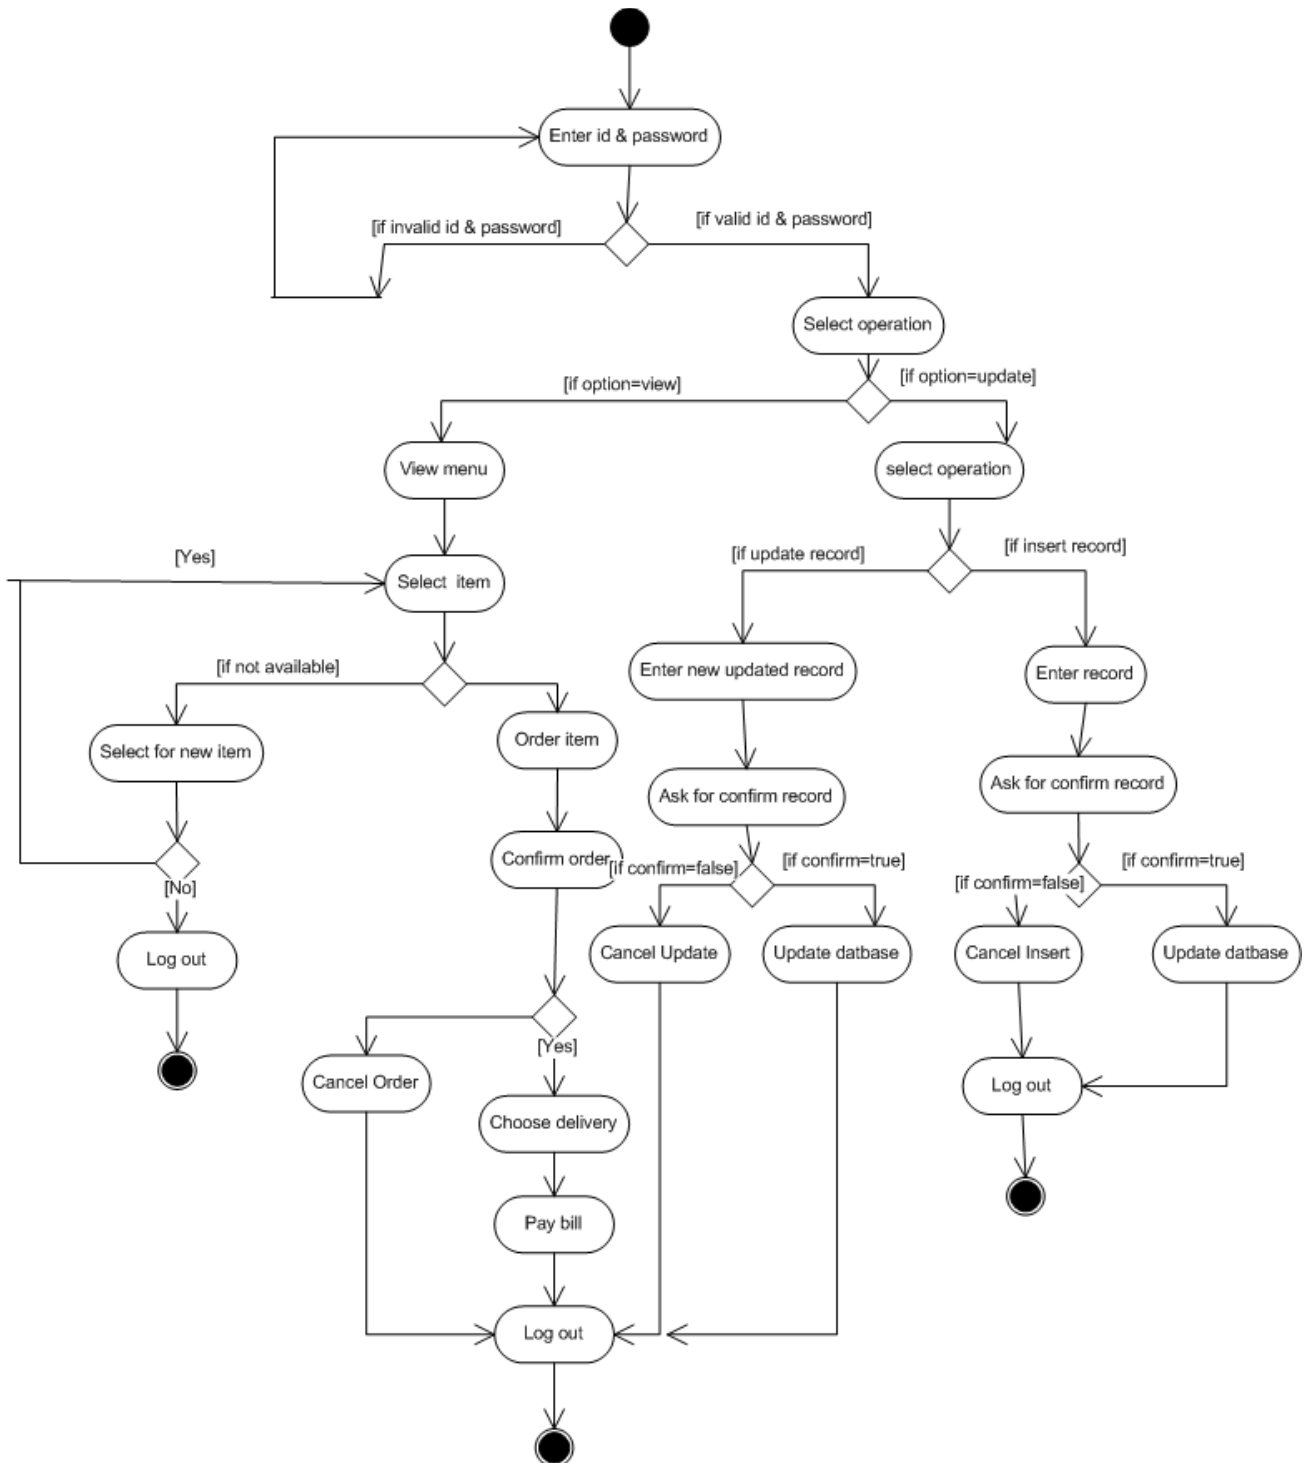 Enter id & password
[if invalid id & password]
[if valid id & password]
Select operation
[if option=view]
[if option=update]
View menu
select operation
[Yes]
Select item
[if update record]
[if insert record]
[if not available]
Enter new updated record
Enter record
Select for new item
Order item
Ask for confirm record
Ask for confirm record
Confirm order
[if confirm=false]
[if confirm=true]
[if confirm=false]
[if confirm=true]
[No]
Log out
Cancel Update
Update datbase
Cancel Insert
Update datbase
[Yes]
Cancel Order
Log out
Choose delivery
Pay bill
Log out